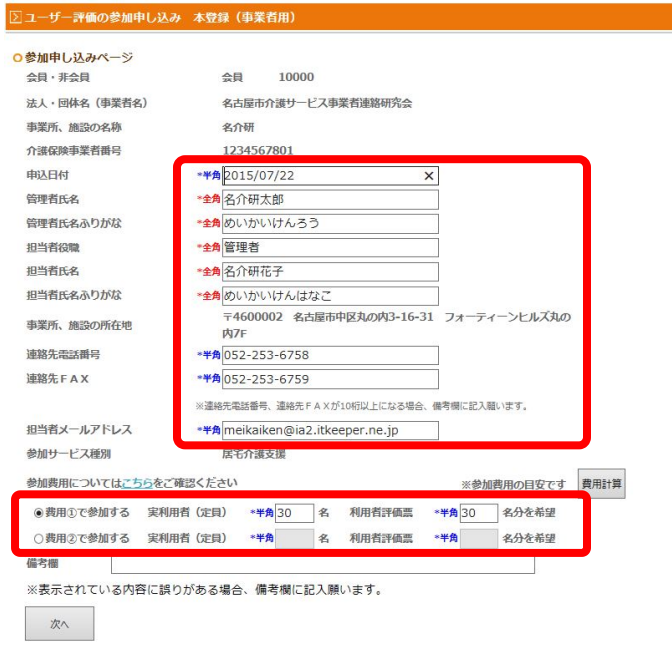 ユーザー評価の参加申し込み 本登録（事業者用）
参加申し込みページ
会員・非会員 会員 10000
法人・団体名（事業者名） 名古屋市介護サービス事業者連絡研究会
事業所、施設の名称 名介研
介護保険事業者番号 1234567801
申込日付 *半角 2015/07/22 ×
管理者氏名 *全角 名介研太郎
管理者氏名ふりがな *全角 めいかいけんろう
担当者役職 *全角 管理者
担当者氏名 *全角 名介研花子
担当者氏名ふりがな *全角 めいかいけんはなこ
事業所、施設の所在地 〒4600002 名古屋市中区丸の内3-16-31 フォーティーンヒルズ丸の
内7F
連絡先電話番号 *半角 052-253-6758
連絡先ＦＡＸ *半角 052-253-6759
※連絡先電話番号、連絡先ＦＡＸが10桁以上になる場合、備考欄に記入願います。
担当者メールアドレス *半角 meikaiken@ia2.itkeeper.ne.jp
参加サービス種別 居宅介護支援
参加費用についてはこちらをご確認ください ※参加費用の目安です 費用計算
費用①で参加する 実利用者（定員） *半角 30 名 利用者評価票 *半角 30 名分を希望
費用②で参加する 実利用者（定員） *半角 名 利用者評価票 *半角 名分を希望
備考欄
※表示されている内容に誤りがある場合、備考欄に記入願います。
次へ